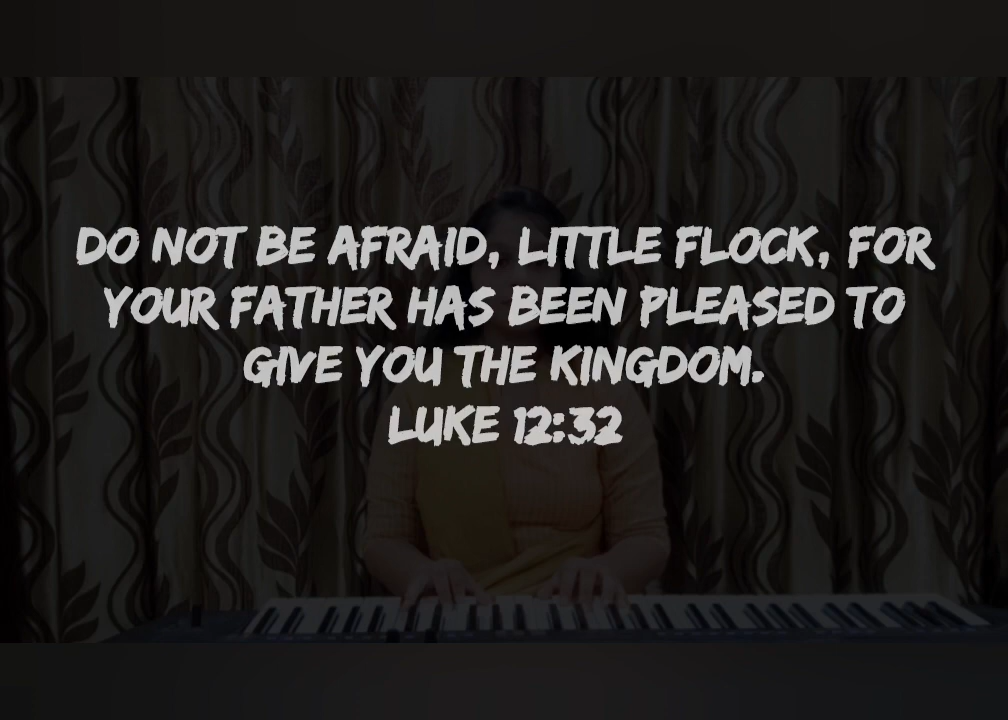 DO NOT BE AFRAID, LITTLE FLOCK, FOR
YOUR FATHER HAS BEEN PLEASED TO
GIVE YOU THE KINGDOM.
LUKE 12:32